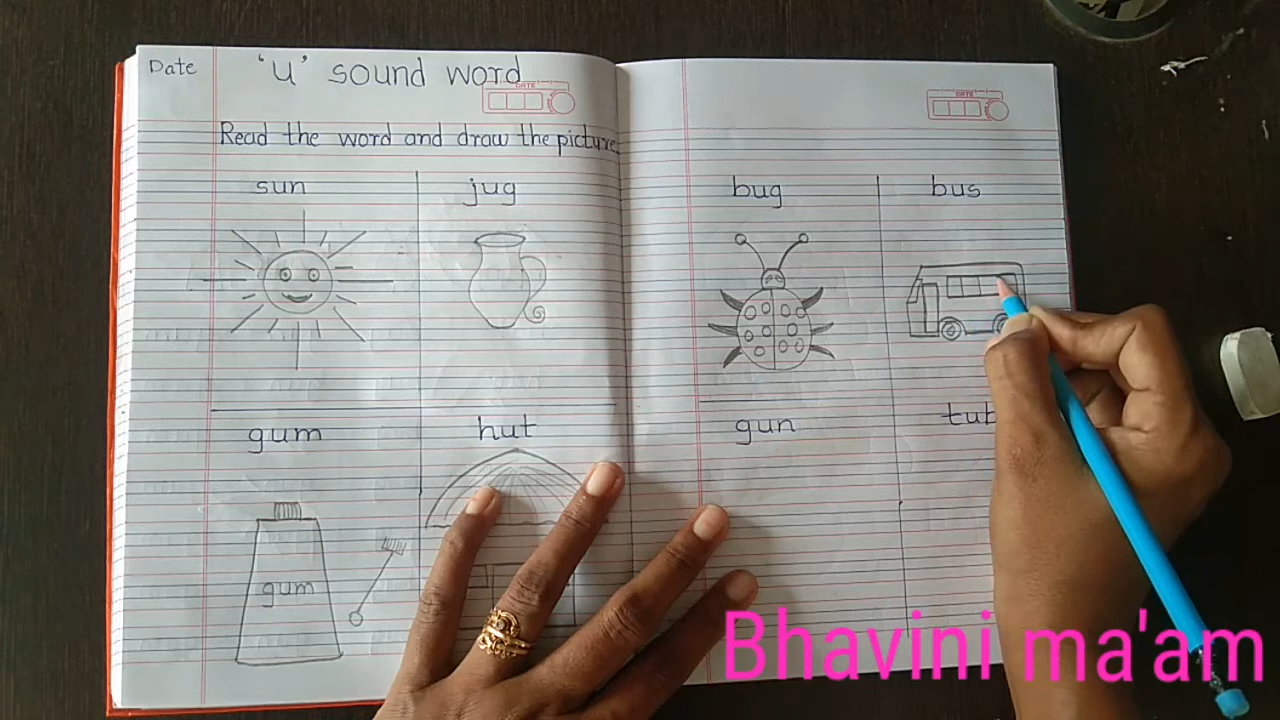 Date
'u' sound word
DATE
Read the word and draw the picture
sun jug
gum hut
gum
DATE
bug bus
gun tub
Bhavini ma'am